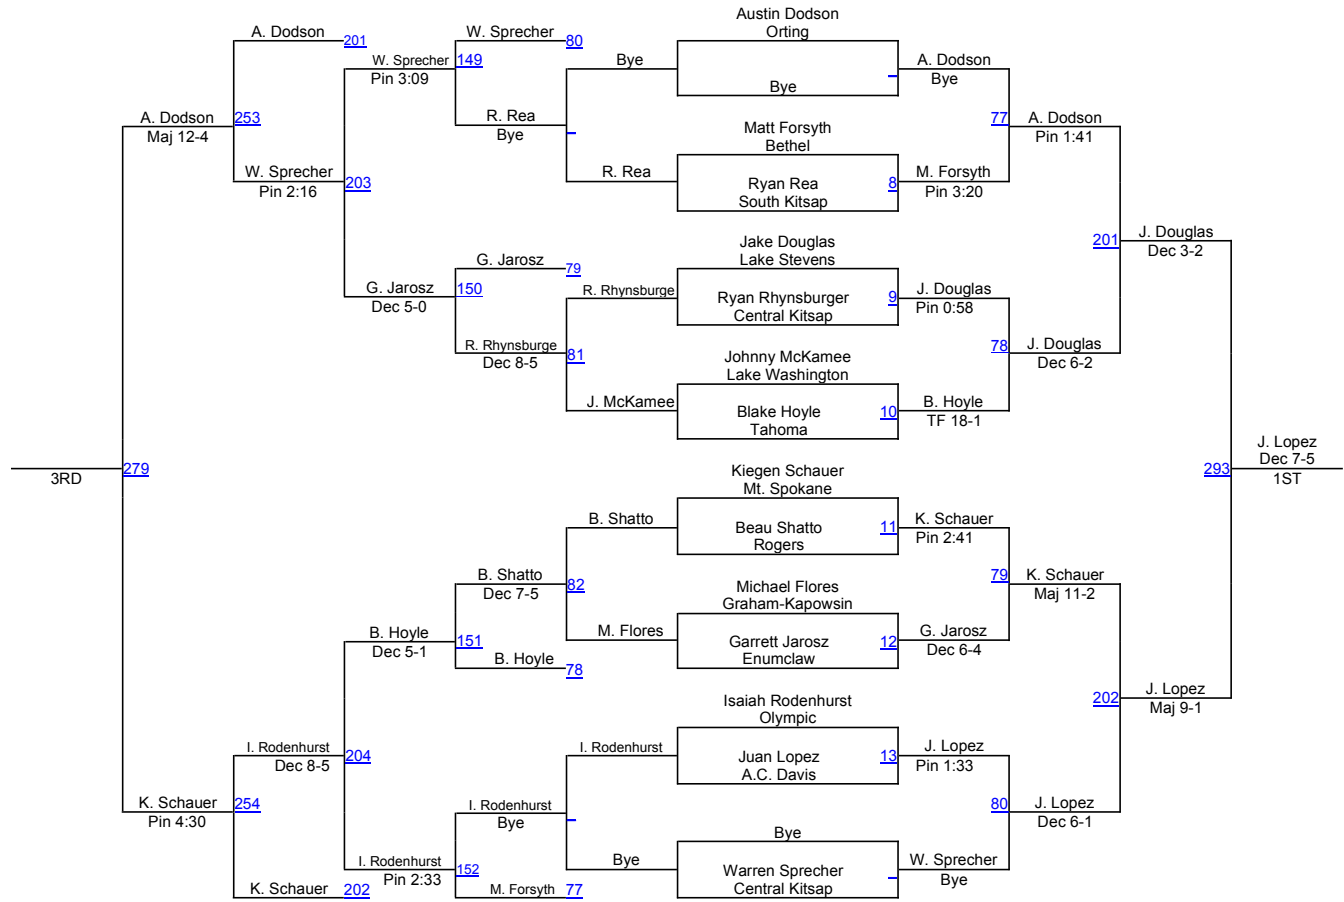 Austin Dodson
Orting
A. Dodson
201
W. Sprecher
80
W. Sprecher
149
Pin 3:09
Bye
Bye
A. Dodson
Bye
A. Dodson
253
Maj 12-4
R. Rea
Bye
77
A. Dodson
Pin 1:41
Matt Forsyth
Bethel
W. Sprecher
203
Pin 2:16
R. Rea
Ryan Rea
South Kitsap
8
M. Forsyth
Pin 3:20
201
J. Douglas
Dec 3-2
Jake Douglas
Lake Stevens
G. Jarosz
79
G. Jarosz
150
Dec 5-0
R. Rhynsburge
Ryan Rhynsburger
Central Kitsap
9
J. Douglas
Pin 0:58
R. Rhynsburge
Dec 8-5
81
78
J. Douglas
Dec 6-2
Johnny McKamee
Lake Washington
J. McKamee
Blake Hoyle
Tahoma
10
B. Hoyle
TF 18-1
3RD
279
293
J. Lopez
Dec 7-5
1ST
Kiegen Schauer
Mt. Spokane
B. Shatto
Beau Shatto
Rogers
11
K. Schauer
Pin 2:41
B. Shatto
Dec 7-5
82
79
K. Schauer
Maj 11-2
Michael Flores
Graham-Kapowsin
B. Hoyle
Dec 5-1
151
M. Flores
Garrett Jarosz
Enumclaw
12
G. Jarosz
Dec 6-4
B. Hoyle
78
202
J. Lopez
Maj 9-1
Isaiah Rodenhurst
Olympic
I. Rodenhurst
Dec 8-5
204
I. Rodenhurst
Juan Lopez
A.C. Davis
13
J. Lopez
Pin 1:33
K. Schauer
Pin 4:30
254
I. Rodenhurst
Bye
80
J. Lopez
Dec 6-1
Bye
I. Rodenhurst
Pin 2:33
152
Bye
Warren Sprecher
Central Kitsap
W. Sprecher
Bye
K. Schauer
202
M. Forsyth
77